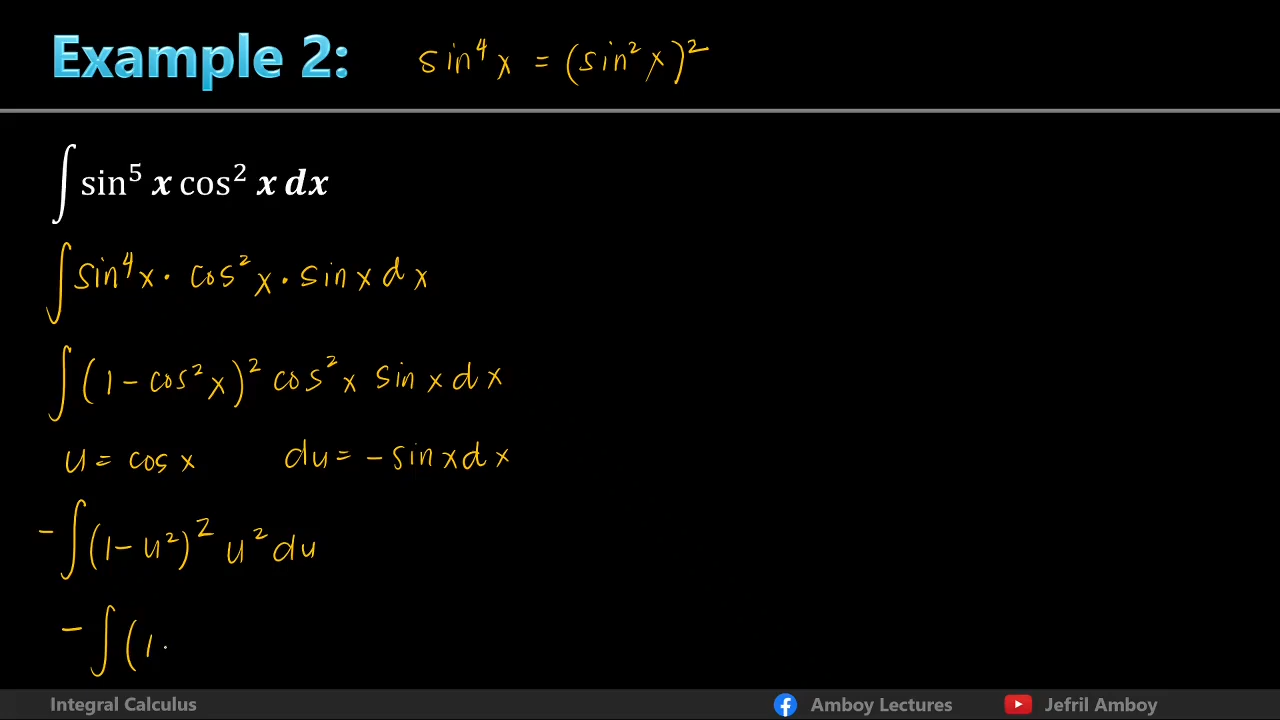 Example 2: sin⁴x = (sin²x)²
∫ sin⁵ x cos² x dx
∫ sin⁴x · cos²x · sin x dx
∫ (1 - cos²x)² cos²x sin x dx
u = cos x du = - sin x dx
- ∫ (1 - u²)² u² du
- ∫ (1
Integral Calculus Amboy Lectures Jefril Amboy